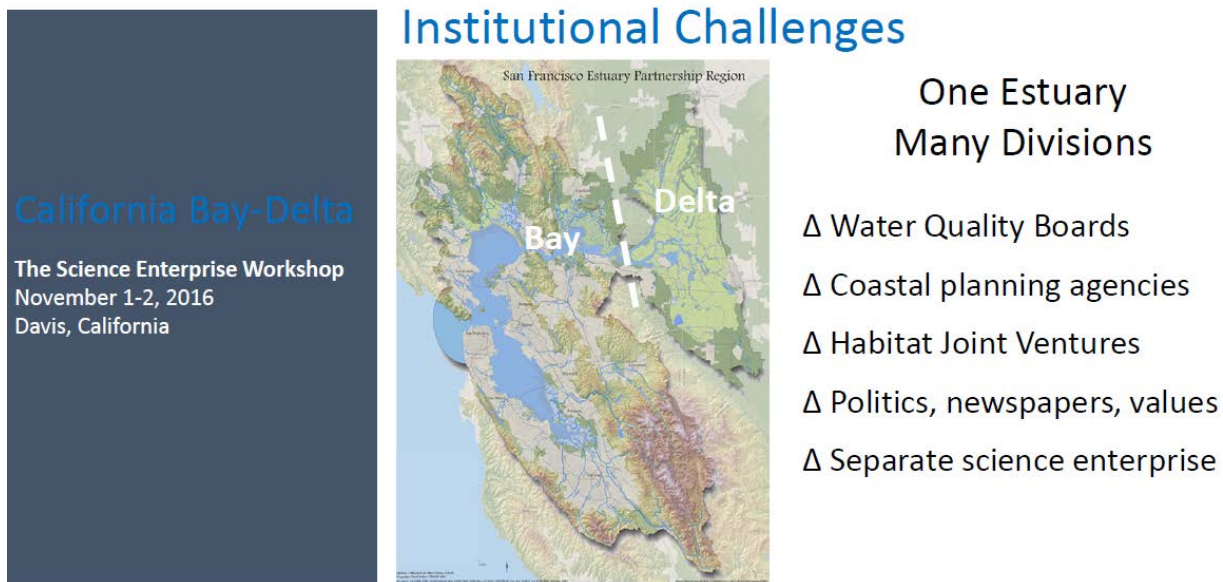 Institutional Challenges
California Bay-Delta
The Science Enterprise Workshop
November 1-2, 2016
Davis, California
San Francisco Estuary Partnership Region
Bay
Delta
One Estuary
Many Divisions
Δ Water Quality Boards
Δ Coastal planning agencies
Δ Habitat Joint Ventures
Δ Politics, newspapers, values
Δ Separate science enterprise